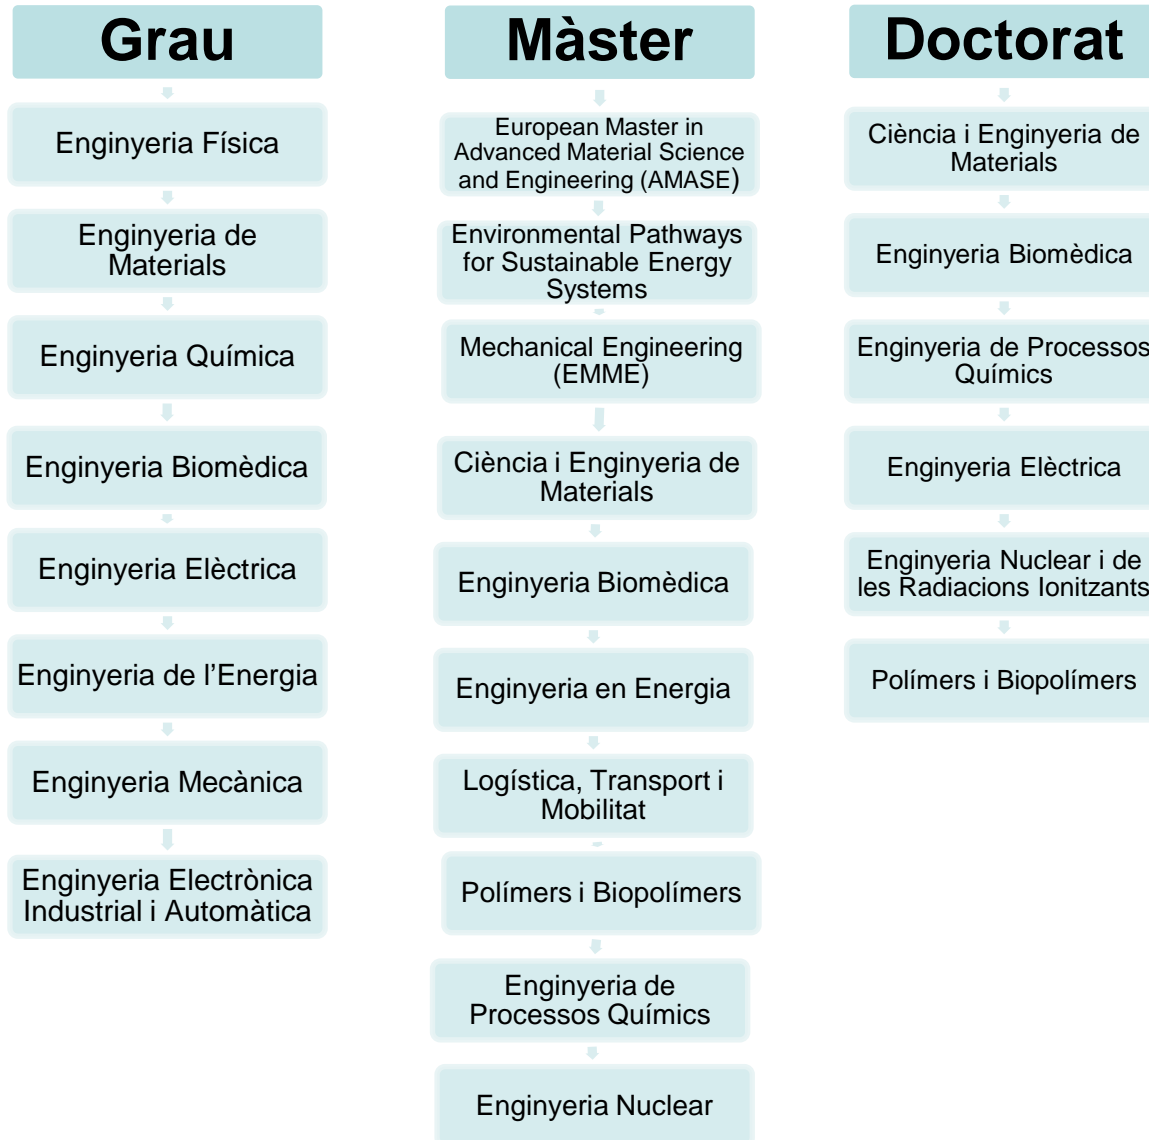 Grau
Enginyeria Física
Enginyeria de
Materials
Enginyeria Química
Enginyeria Biomèdica
Enginyeria Elèctrica
Enginyeria de l’Energia
Enginyeria Mecànica
Enginyeria Electrònica
Industrial i Automàtica
Màster
European Master in
Advanced Material Science
and Engineering (AMASE)
Environmental Pathways
for Sustainable Energy
Systems
Mechanical Engineering
(EMME)
Ciència i Enginyeria de
Materials
Enginyeria Biomèdica
Enginyeria en Energia
Logística, Transport i
Mobilitat
Polímers i Biopolímers
Enginyeria de
Processos Químics
Enginyeria Nuclear
Doctorat
Ciència i Enginyeria de
Materials
Enginyeria Biomèdica
Enginyeria de Processos
Químics
Enginyeria Elèctrica
Enginyeria Nuclear i de
les Radiacions Ionitzants
Polímers i Biopolímers